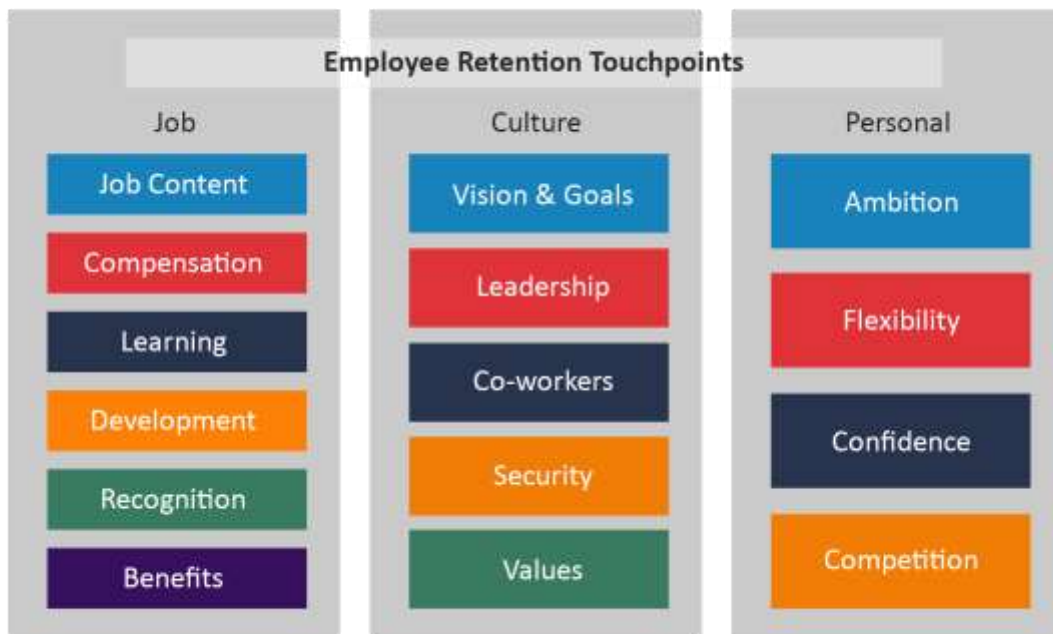 Employee Retention Touchpoints
Job
Job Content
Compensation
Learning
Development
Recognition
Benefits
Culture
Vision & Goals
Leadership
Co-workers
Security
Values
Personal
Ambition
Flexibility
Confidence
Competition